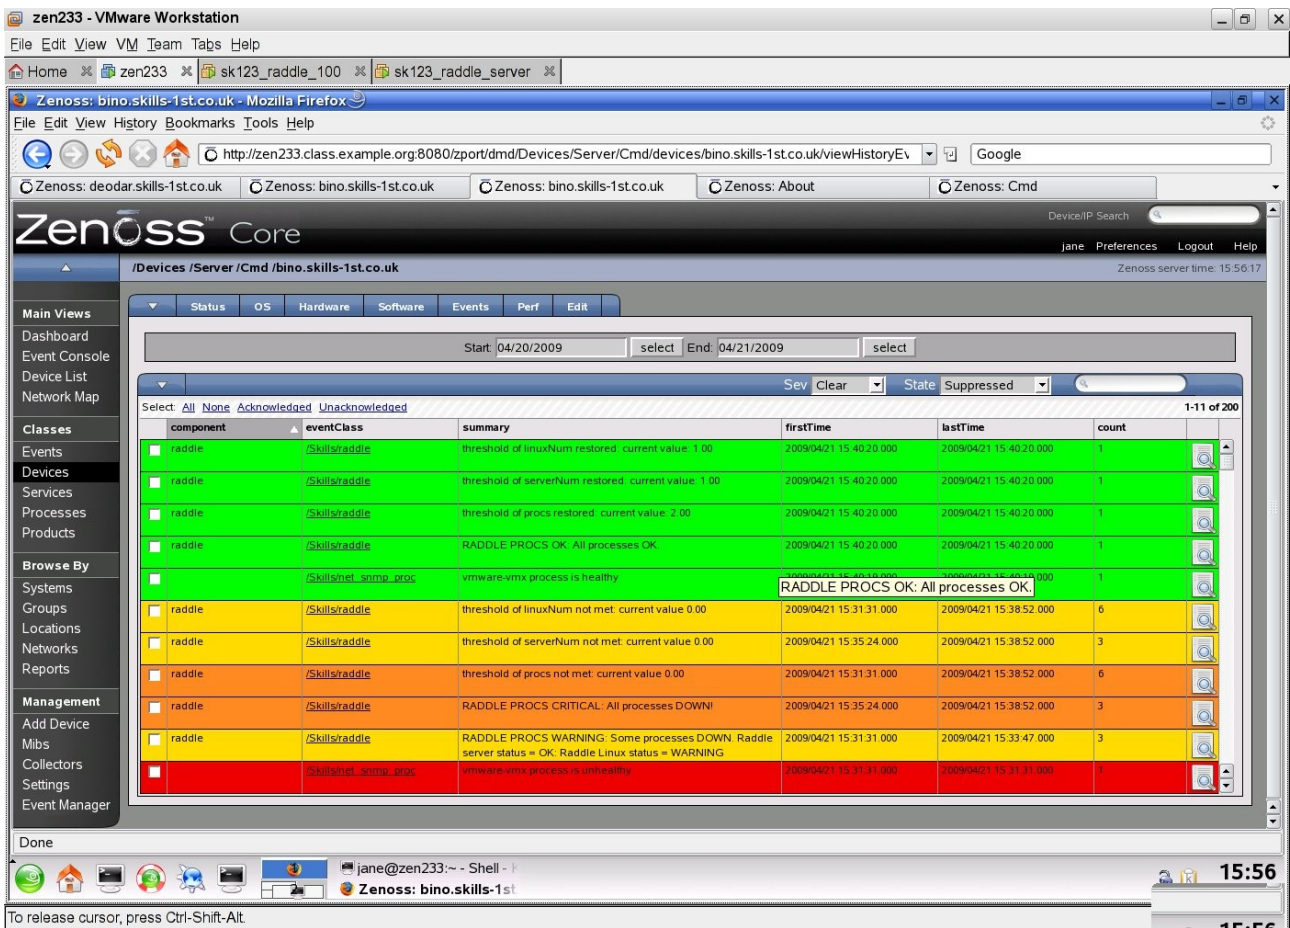 zen233 - VMware Workstation
File Edit View VM Team Tabs Help
Home zen233 sk123_raddle_100 sk123_raddle_server
Zenoss: bino.skills-1st.co.uk - Mozilla Firefox
File Edit View History Bookmarks Tools Help
http://zen233.class.example.org:8080/zport/dmd/Devices/Server/Cmd/devices/bino.skills-1st.co.uk/viewHistoryEv Google
Zenoss: deodar.skills-1st.co.uk Zenoss: bino.skills-1st.co.uk Zenoss: bino.skills-1st.co.uk Zenoss: About Zenoss: Cmd
Zenoss™ Core
Device/IP Search
jane Preferences Logout Help
/Devices /Server /Cmd /bino.skills-1st.co.uk
Zenoss server time: 15:56:17
Main Views
Dashboard
Event Console
Device List
Network Map
Classes
Events
Devices
Services
Processes
Products
Browse By
Systems
Groups
Locations
Networks
Reports
Management
Add Device
Mibs
Collectors
Settings
Event Manager
Status OS Hardware Software Events Perf Edit
Start: 04/20/2009 select End: 04/21/2009 select
Sev Clear State Suppressed
Select: All None Acknowledged Unacknowledged 1-11 of 200
component eventClass summary firstTime lastTime count
raddle /Skills/raddle threshold of linuxNum restored: current value: 1.00 2009/04/21 15:40:20.000 2009/04/21 15:40:20.000 1
raddle /Skills/raddle threshold of serverNum restored: current value: 1.00 2009/04/21 15:40:20.000 2009/04/21 15:40:20.000 1
raddle /Skills/raddle threshold of procs restored: current value: 2.00 2009/04/21 15:40:20.000 2009/04/21 15:40:20.000 1
raddle /Skills/raddle RADDLE PROCS OK: All processes OK. 2009/04/21 15:40:20.000 2009/04/21 15:40:20.000 1
/Skills/net_snmp_proc vmware-vmx process is healthy 2009/04/21 15:40:19.000 2009/04/21 15:40:19.000 1
RADDLE PROCS OK: All processes OK.
raddle /Skills/raddle threshold of linuxNum not met: current value 0.00 2009/04/21 15:31:31.000 2009/04/21 15:38:52.000 6
raddle /Skills/raddle threshold of serverNum not met: current value 0.00 2009/04/21 15:35:24.000 2009/04/21 15:38:52.000 3
raddle /Skills/raddle threshold of procs not met: current value 0.00 2009/04/21 15:31:31.000 2009/04/21 15:38:52.000 6
raddle /Skills/raddle RADDLE PROCS CRITICAL: All processes DOWN! 2009/04/21 15:35:24.000 2009/04/21 15:38:52.000 3
raddle /Skills/raddle RADDLE PROCS WARNING: Some processes DOWN. Raddle 2009/04/21 15:31:31.000 2009/04/21 15:33:47.000 3
server status = OK: Raddle Linux status = WARNING
/Skills/net_snmp_proc vmware-vmx process is unhealthy 2009/04/21 15:31:31.000 2009/04/21 15:31:31.000 1
Done
jane@zen233:~ - Shell -
Zenoss: bino.skills-1st
15:56
To release cursor, press Ctrl-Shift-Alt.
15:56